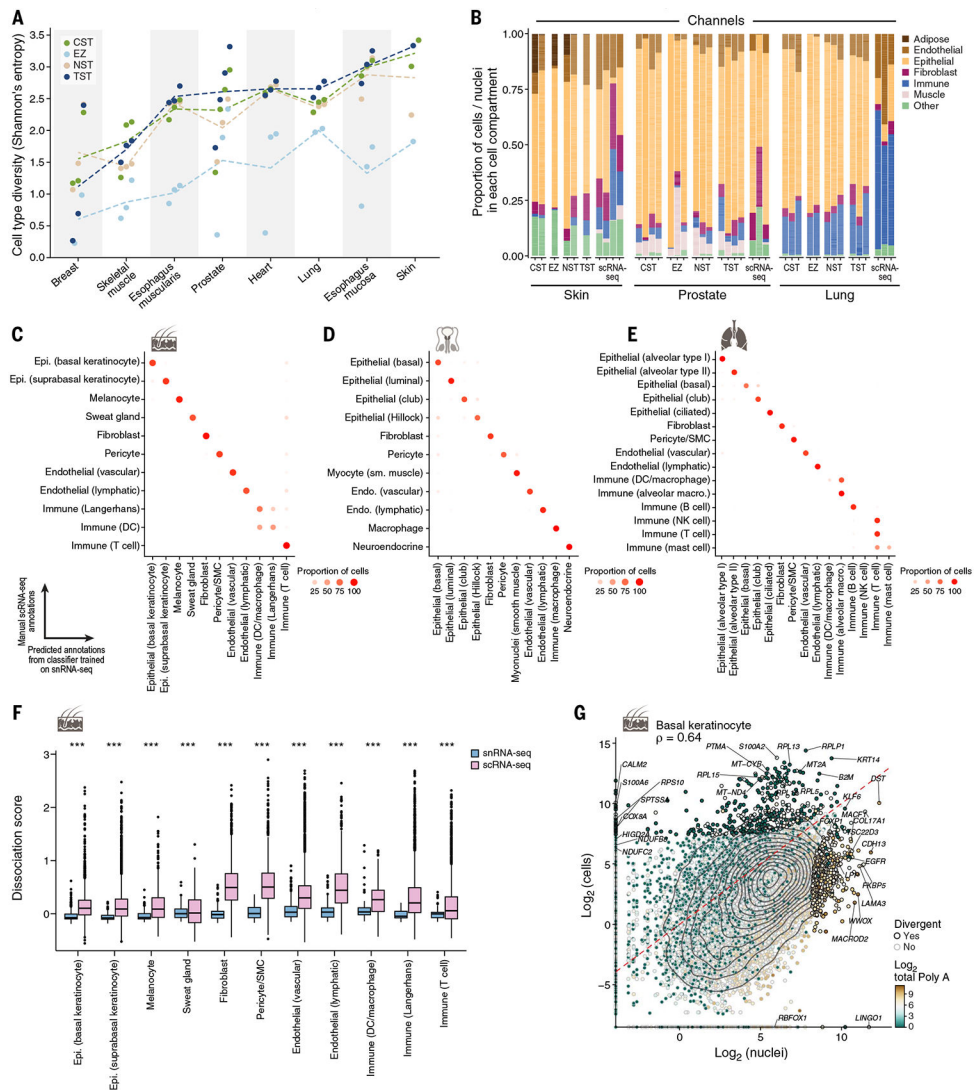 A
Cell type diversity (Shannon's entropy)
3.5
3.0
2.5
2.0
1.5
1.0
0.5
0.0
CST
EZ
NST
TST
Breast
Skeletal muscle
Esophagus muscularis
Prostate
Heart
Lung
Esophagus mucosa
Skin
B
Channels
Proportion of cells / nuclei
in each cell compartment
1.00
0.75
0.50
0.25
0.00
Adipose
Endothelial
Epithelial
Fibroblast
Immune
Muscle
Other
CST EZ NST TST scRNA-seq
CST EZ NST TST scRNA-seq
CST EZ NST TST scRNA-seq
Skin Prostate Lung
C
Epi. (basal keratinocyte)
Epi. (suprabasal keratinocyte)
Melanocyte
Sweat gland
Fibroblast
Pericyte
Endothelial (vascular)
Endothelial (lymphatic)
Immune (Langerhans)
Immune (DC)
Immune (T cell)
Epithelial (basal keratinocyte)
Epi. (suprabasal keratinocyte)
Melanocyte
Sweat gland
Fibroblast
Pericyte/SMC
Endothelial (vascular)
Endothelial (lymphatic)
Immune (DC/macrophage)
Immune (Langerhans)
Immune (T cell)
Proportion of cells
25 50 75 100
Manual scRNA-seq
annotations
Predicted annotations
from classifier trained
on snRNA-seq
D
Epithelial (basal)
Epithelial (luminal)
Epithelial (club)
Epithelial (Hillock)
Fibroblast
Pericyte
Myocyte (sm. muscle)
Endo. (vascular)
Endo. (lymphatic)
Macrophage
Neuroendocrine
Epithelial (basal)
Epithelial (luminal)
Epithelial (club)
Epithelial (Hillock)
Fibroblast
Pericyte
Myonuclei (smooth muscle)
Endothelial (vascular)
Endothelial (lymphatic)
Immune (macrophage)
Neuroendocrine
Proportion of cells
25 50 75 100
E
Epithelial (alveolar type I)
Epithelial (alveolar type II)
Epithelial (basal)
Epithelial (club)
Epithelial (ciliated)
Fibroblast
Pericyte/SMC
Endothelial (vascular)
Endothelial (lymphatic)
Immune (DC/macrophage)
Immune (alveolar macro.)
Immune (B cell)
Immune (NK cell)
Immune (T cell)
Immune (mast cell)
Epithelial (alveolar type I)
Epithelial (alveolar type II)
Epithelial (basal)
Epithelial (club)
Epithelial (ciliated)
Fibroblast
Pericyte/SMC
Endothelial (vascular)
Endothelial (lymphatic)
Immune (DC/macrophage)
Immune (alveolar macro.)
Immune (B cell)
Immune (NK cell)
Immune (T cell)
Immune (mast cell)
Proportion of cells
25 50 75 100
F
Dissociation score
3
2
1
0
*** *** *** *** *** *** *** *** *** *** ***
snRNA-seq
scRNA-seq
Epi. (basal keratinocyte)
Epi. (suprabasal keratinocyte)
Melanocyte
Sweat gland
Fibroblast
Pericyte/SMC
Endothelial (vascular)
Endothelial (lymphatic)
Immune (DC/macrophage)
Immune (Langerhans)
Immune (T cell)
G
Basal keratinocyte
ρ = 0.64
Log2 (cells)
15
10
5
0
−5
0 5 10
Log2 (nuclei)
PTMA S100A2 RPL13 RPLP1
CALM2 MT−CYB MT2A KRT14
S100A6 RPS10 RPL15 B2M DST
MT−ND4 RPL5 KLF6
SPTSSA
COX8A FOXP1 MACF1 COL17A1
HIGD2A NDUFB9 TSC22D3
NDUFC2 CDH13
EGFR
FKBP5
LAMA3
WWOX
MACROD2
RBFOX1 LINGO1
Divergent
Yes
No
Log2
total Poly A
9
6
3
0